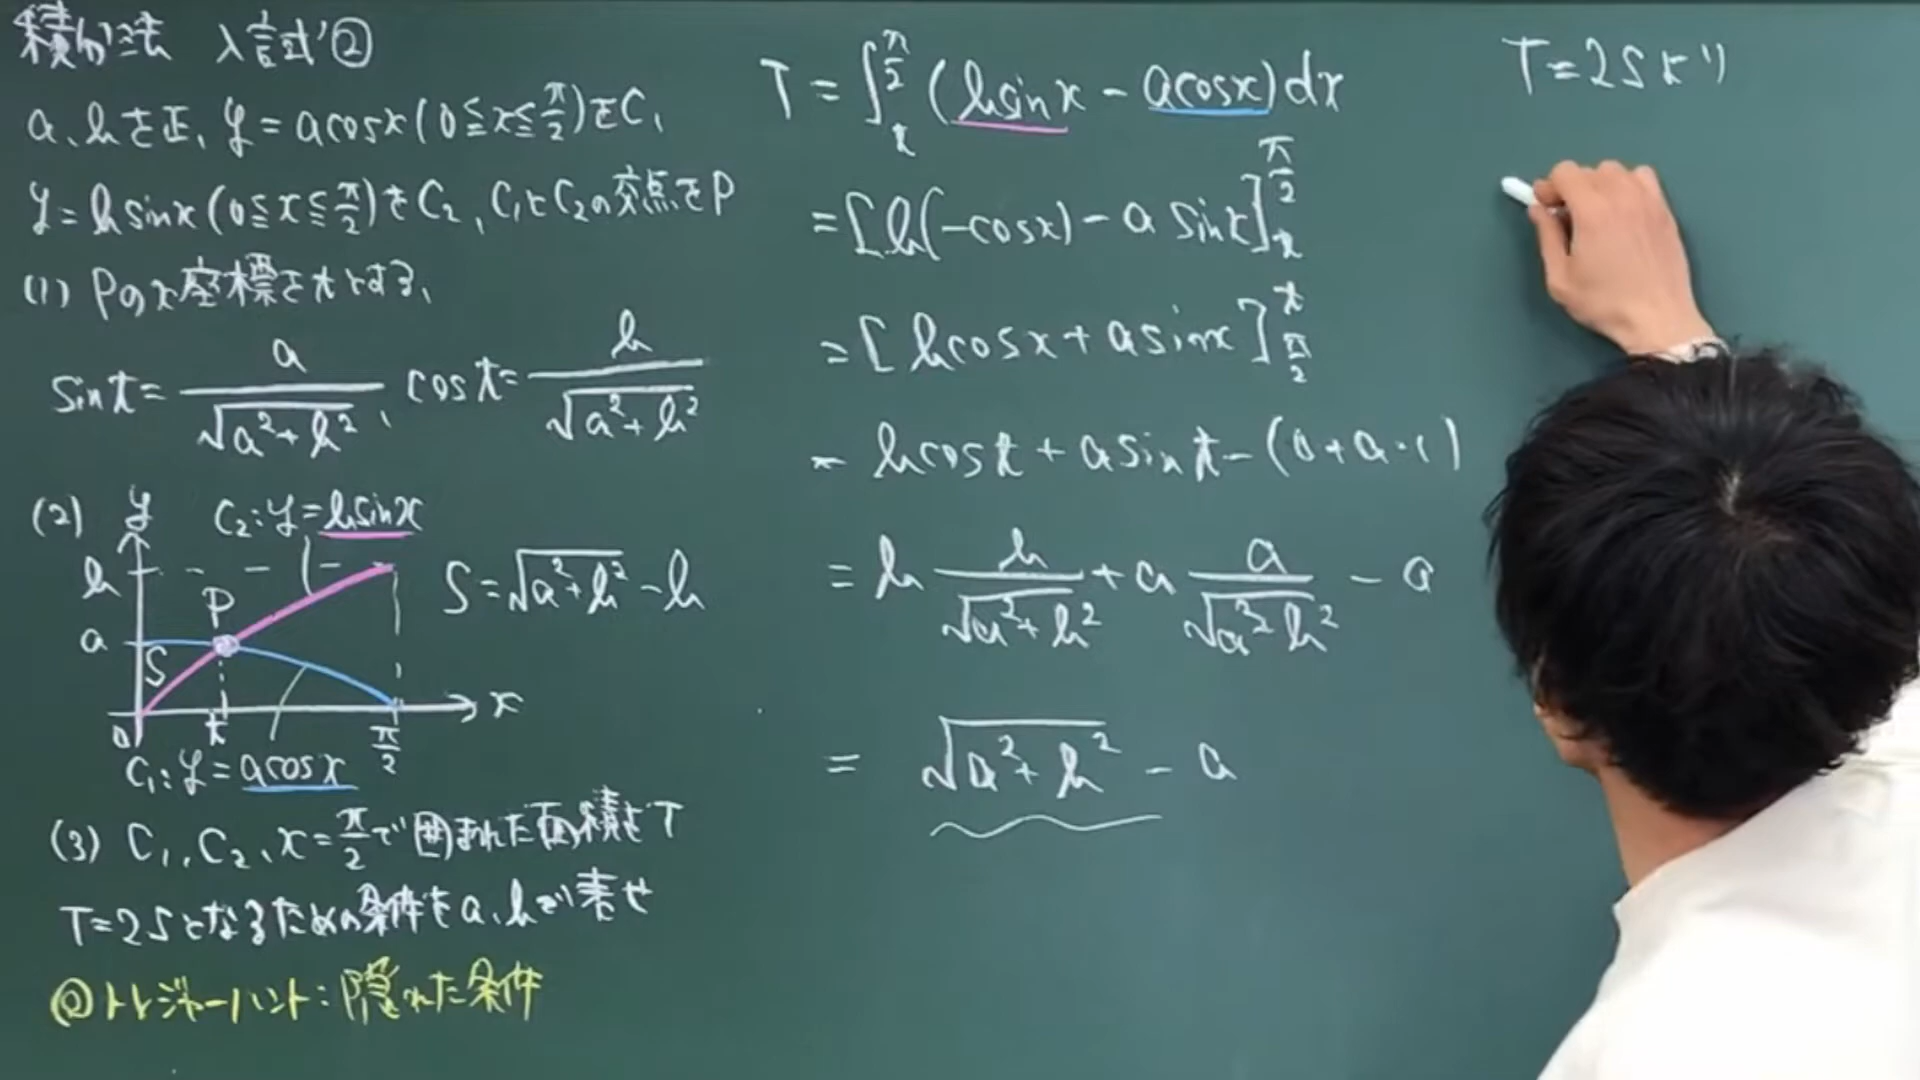 積分法 入試②
a、bを正、y=acosx(0≦x≦π/2)をC₁
y=bsinx(0≦x≦π/2)をC₂、C₁とC₂の交点をP
(1) Pのx座標をtとする、
sint=a/√(a²+b²)、cost=b/√(a²+b²)
(2) y C₂:y=bsinx
b
P
S=√(a²+b²)-b
a
S
x
0 t π/2
C₁:y=acosx
(3) C₁、C₂、x=π/2で囲まれた面積をT
T=2Sとなるための条件をa、bで表せ
◎トレジャーハント:隠れた条件
T=∫ₜ^(π/2)(bsinx-acosx)dx
=[b(-cosx)-a sinx]ₜ^(π/2)
=[bcosx+asinx]_(π/2)^t
=bcost+asint-(0+a・1)
=b b/√(a²+b²)+a a/√(a² b²)-a
=√(a²+b²)-a
T=2Sより